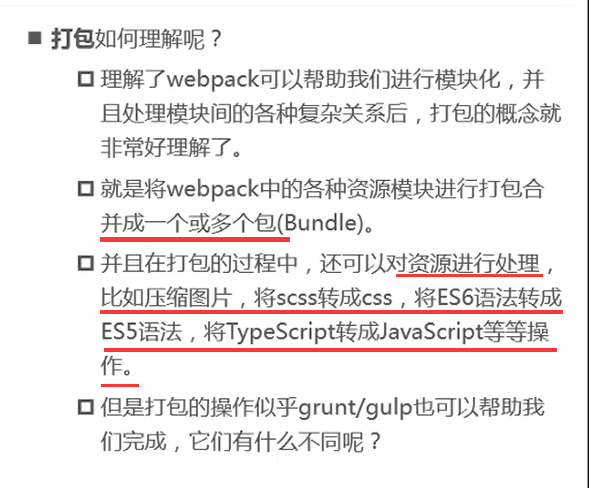 打包如何理解呢？
理解了webpack可以帮助我们进行模块化，并
且处理模块间的各种复杂关系后，打包的概念就
非常好理解了。
就是将webpack中的各种资源模块进行打包合
并成一个或多个包(Bundle)。
并且在打包的过程中，还可以对资源进行处理，
比如压缩图片，将scss转成css，将ES6语法转成
ES5语法，将TypeScript转成JavaScript等等操
作。
但是打包的操作似乎grunt/gulp也可以帮助我
们完成，它们有什么不同呢？